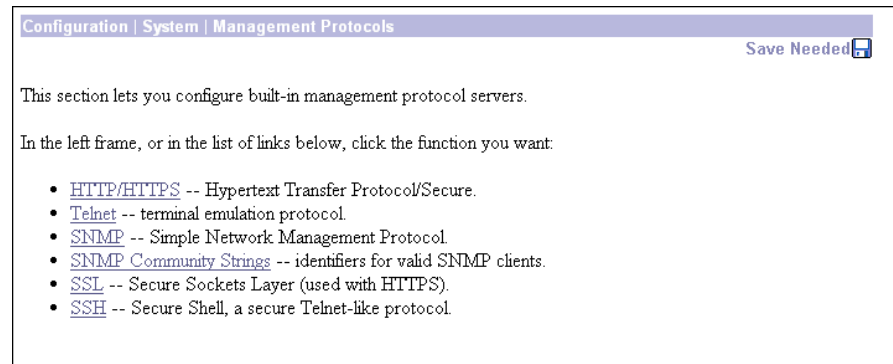 Configuration | System | Management Protocols
Save Needed
This section lets you configure built-in management protocol servers.
In the left frame, or in the list of links below, click the function you want:
• HTTP/HTTPS -- Hypertext Transfer Protocol/Secure.
• Telnet -- terminal emulation protocol.
• SNMP -- Simple Network Management Protocol.
• SNMP Community Strings -- identifiers for valid SNMP clients.
• SSL -- Secure Sockets Layer (used with HTTPS).
• SSH -- Secure Shell, a secure Telnet-like protocol.